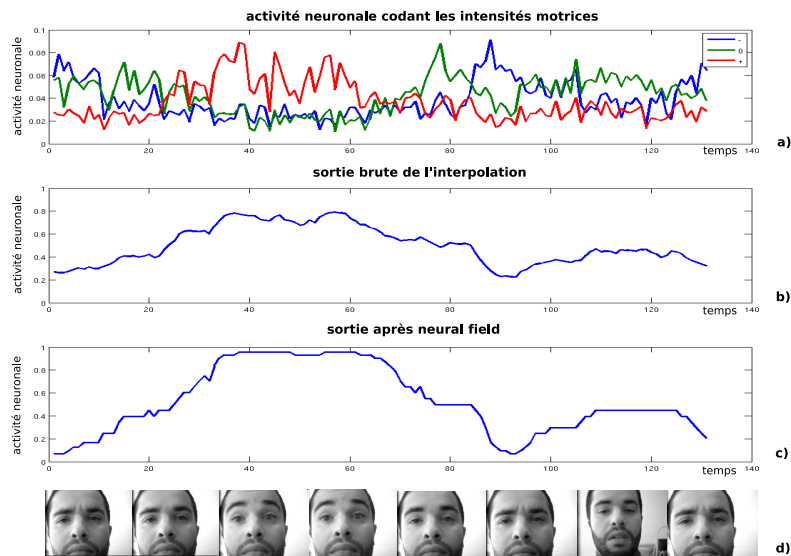 activité neuronale codant les intensités motrices
activité neuronale
0.1
0.08
0.06
0.04
0.02
0
0 20 40 60 80 100 120 140
-
0
+
temps
a)
sortie brute de l'interpolation
activité neuronale
1
0.8
0.6
0.4
0.2
0
0 20 40 60 80 100 120 140
temps
b)
sortie après neural field
activité neuronale
1
0.8
0.6
0.4
0.2
0
0 20 40 60 80 100 120 140
temps
c)
d)